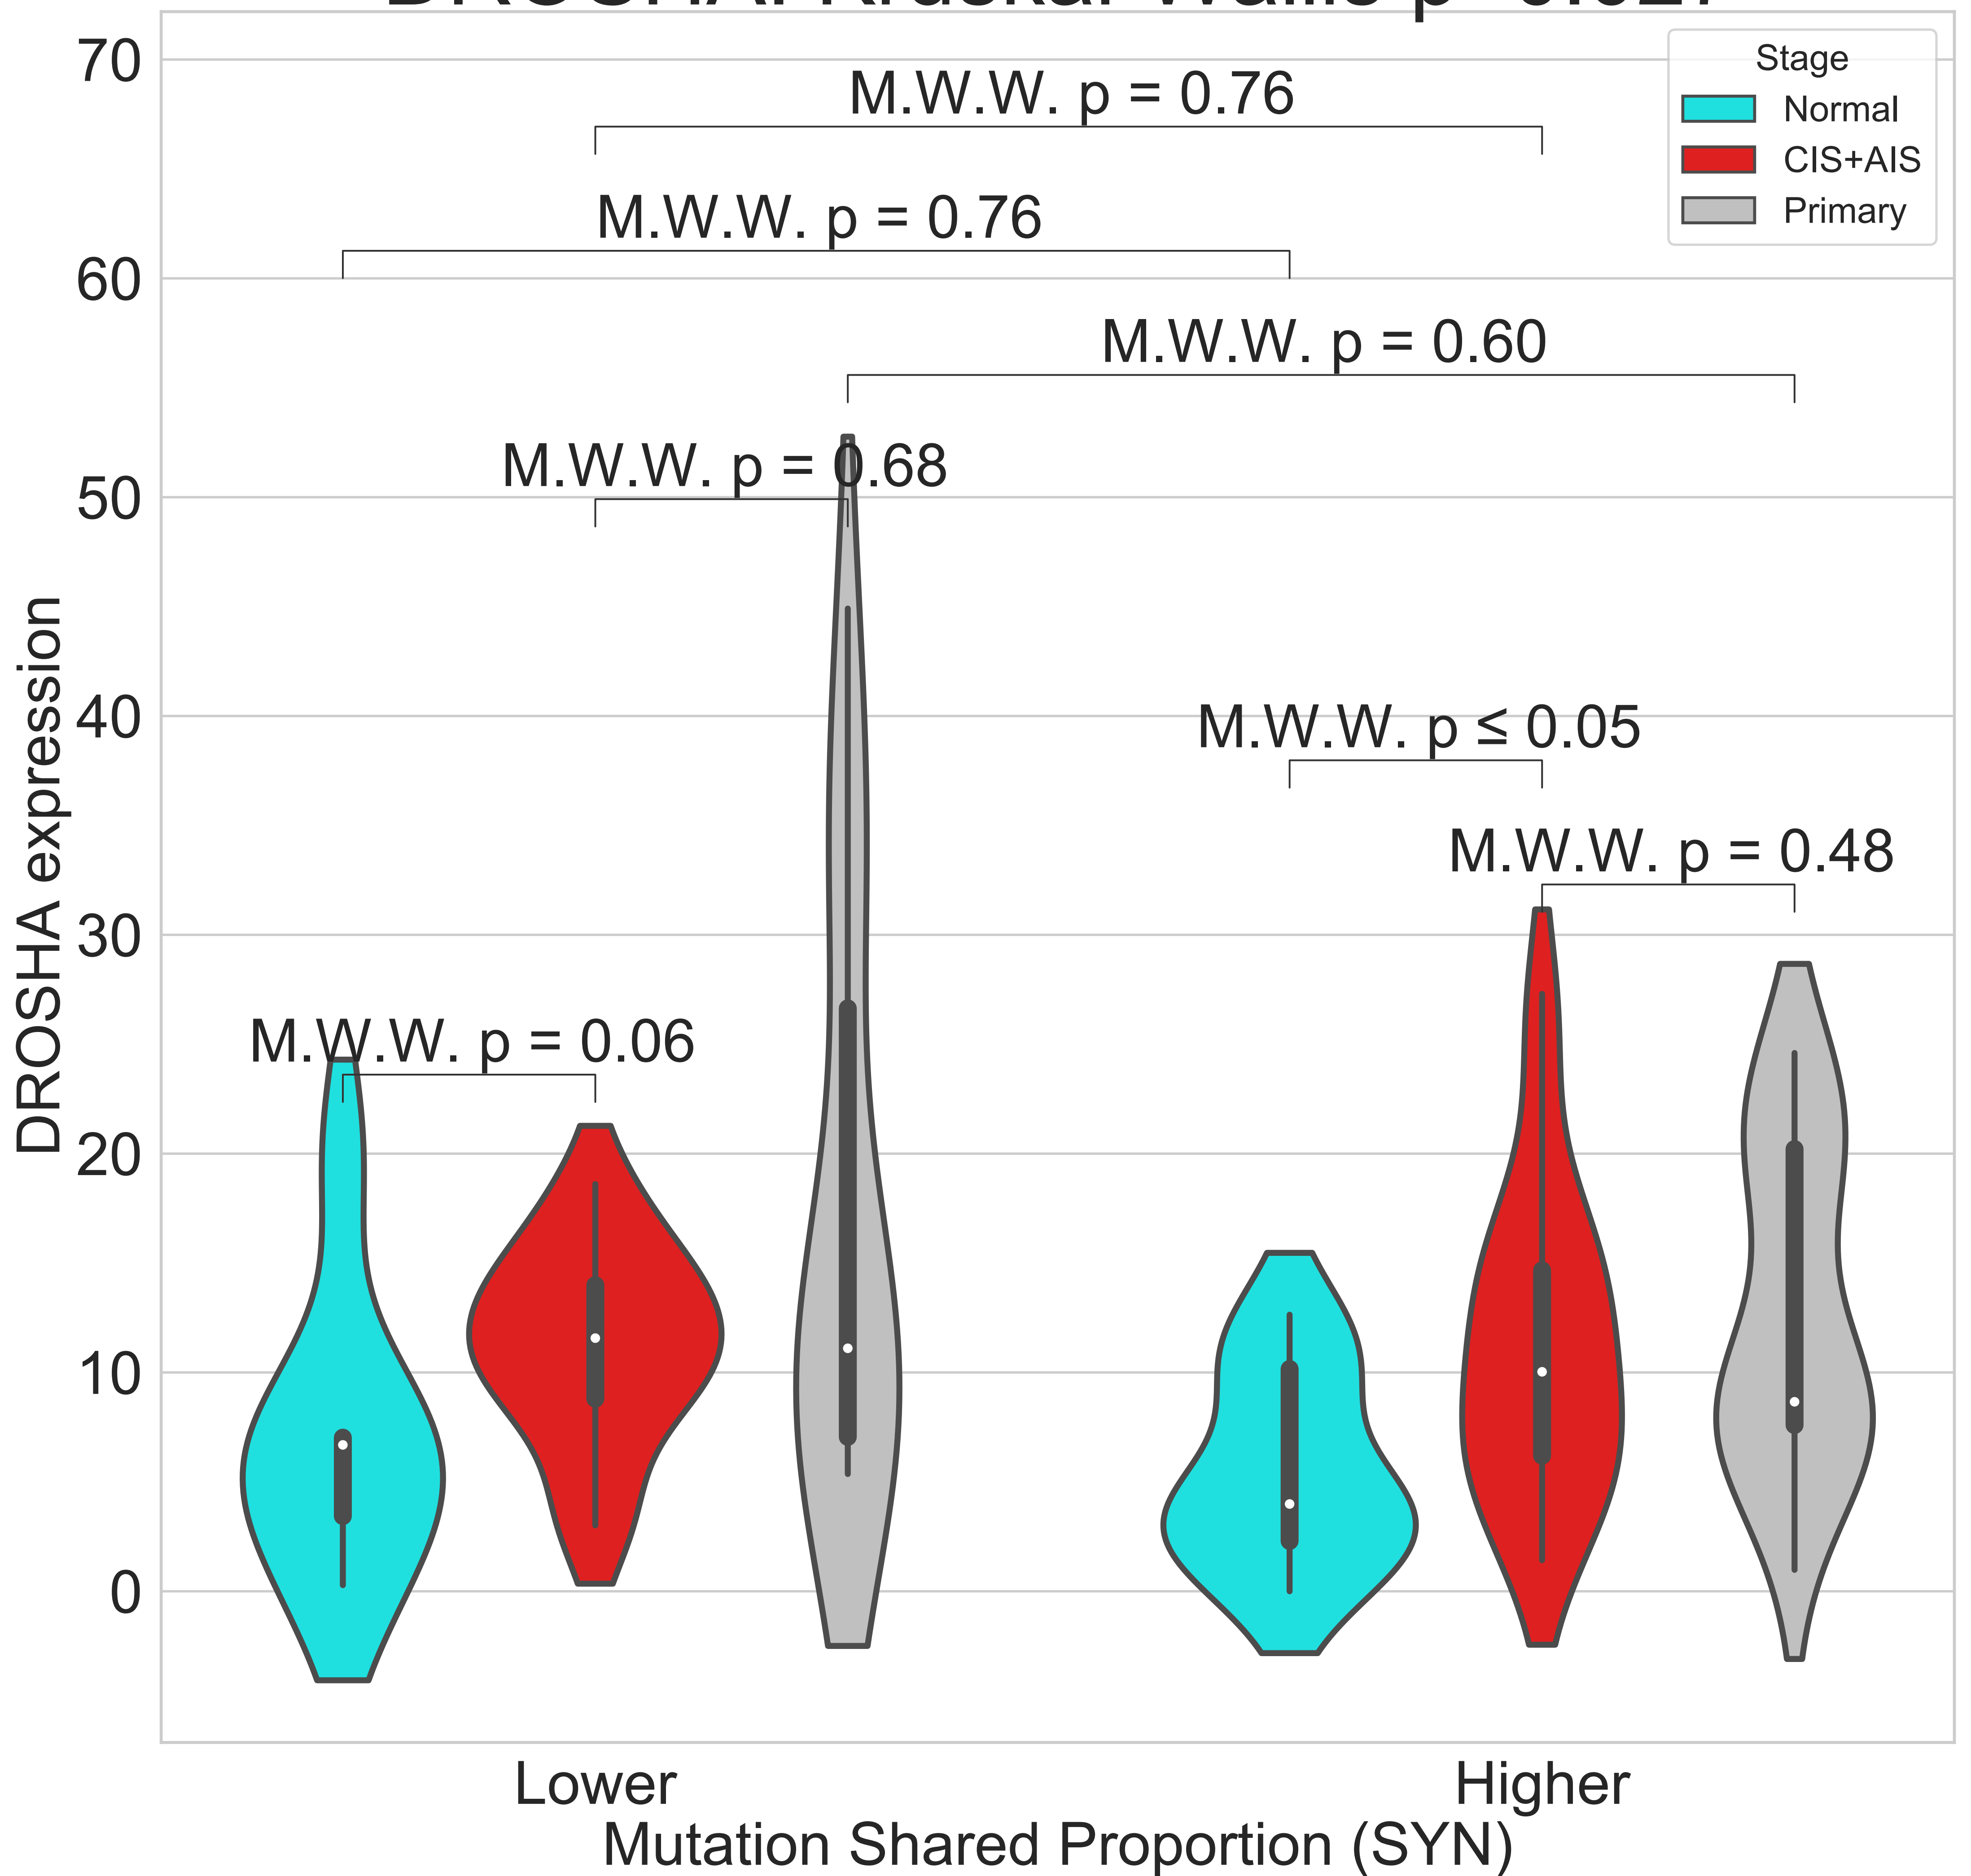 70
60
50
40
30
20
10
0
DROSHA expression
M.W.W. p = 0.76
M.W.W. p = 0.76
M.W.W. p = 0.60
M.W.W. p = 0.68
M.W.W. p ≤ 0.05
M.W.W. p = 0.48
M.W.W. p = 0.06
Stage
Normal
CIS+AIS
Primary
Lower
Higher
Mutation Shared Proportion (SYN)